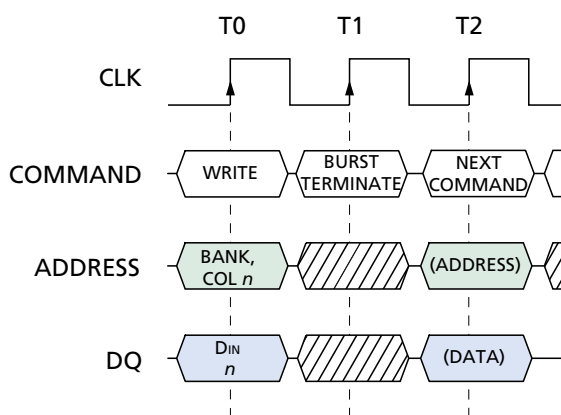 T0 T1 T2
CLK
COMMAND WRITE BURST TERMINATE NEXT COMMAND
ADDRESS BANK, COL n (ADDRESS)
DQ DIN n (DATA)